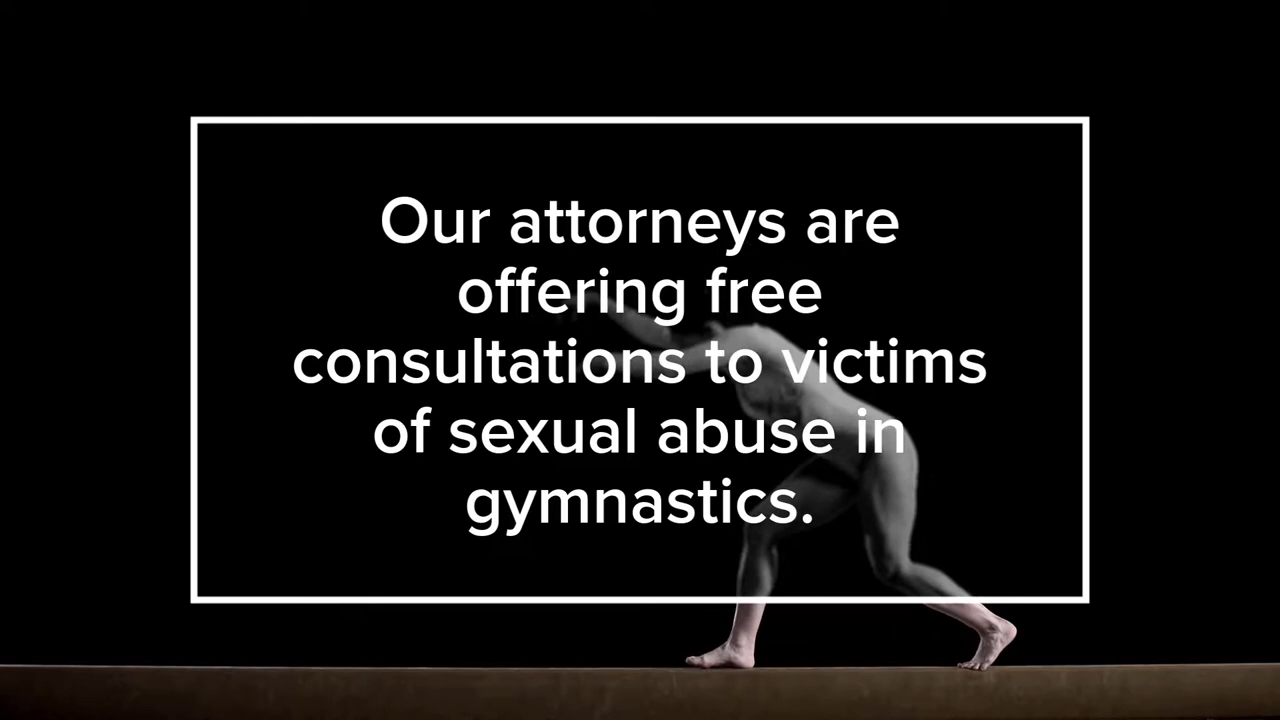 Our attorneys are
offering free
consultations to victims
of sexual abuse in
gymnastics.